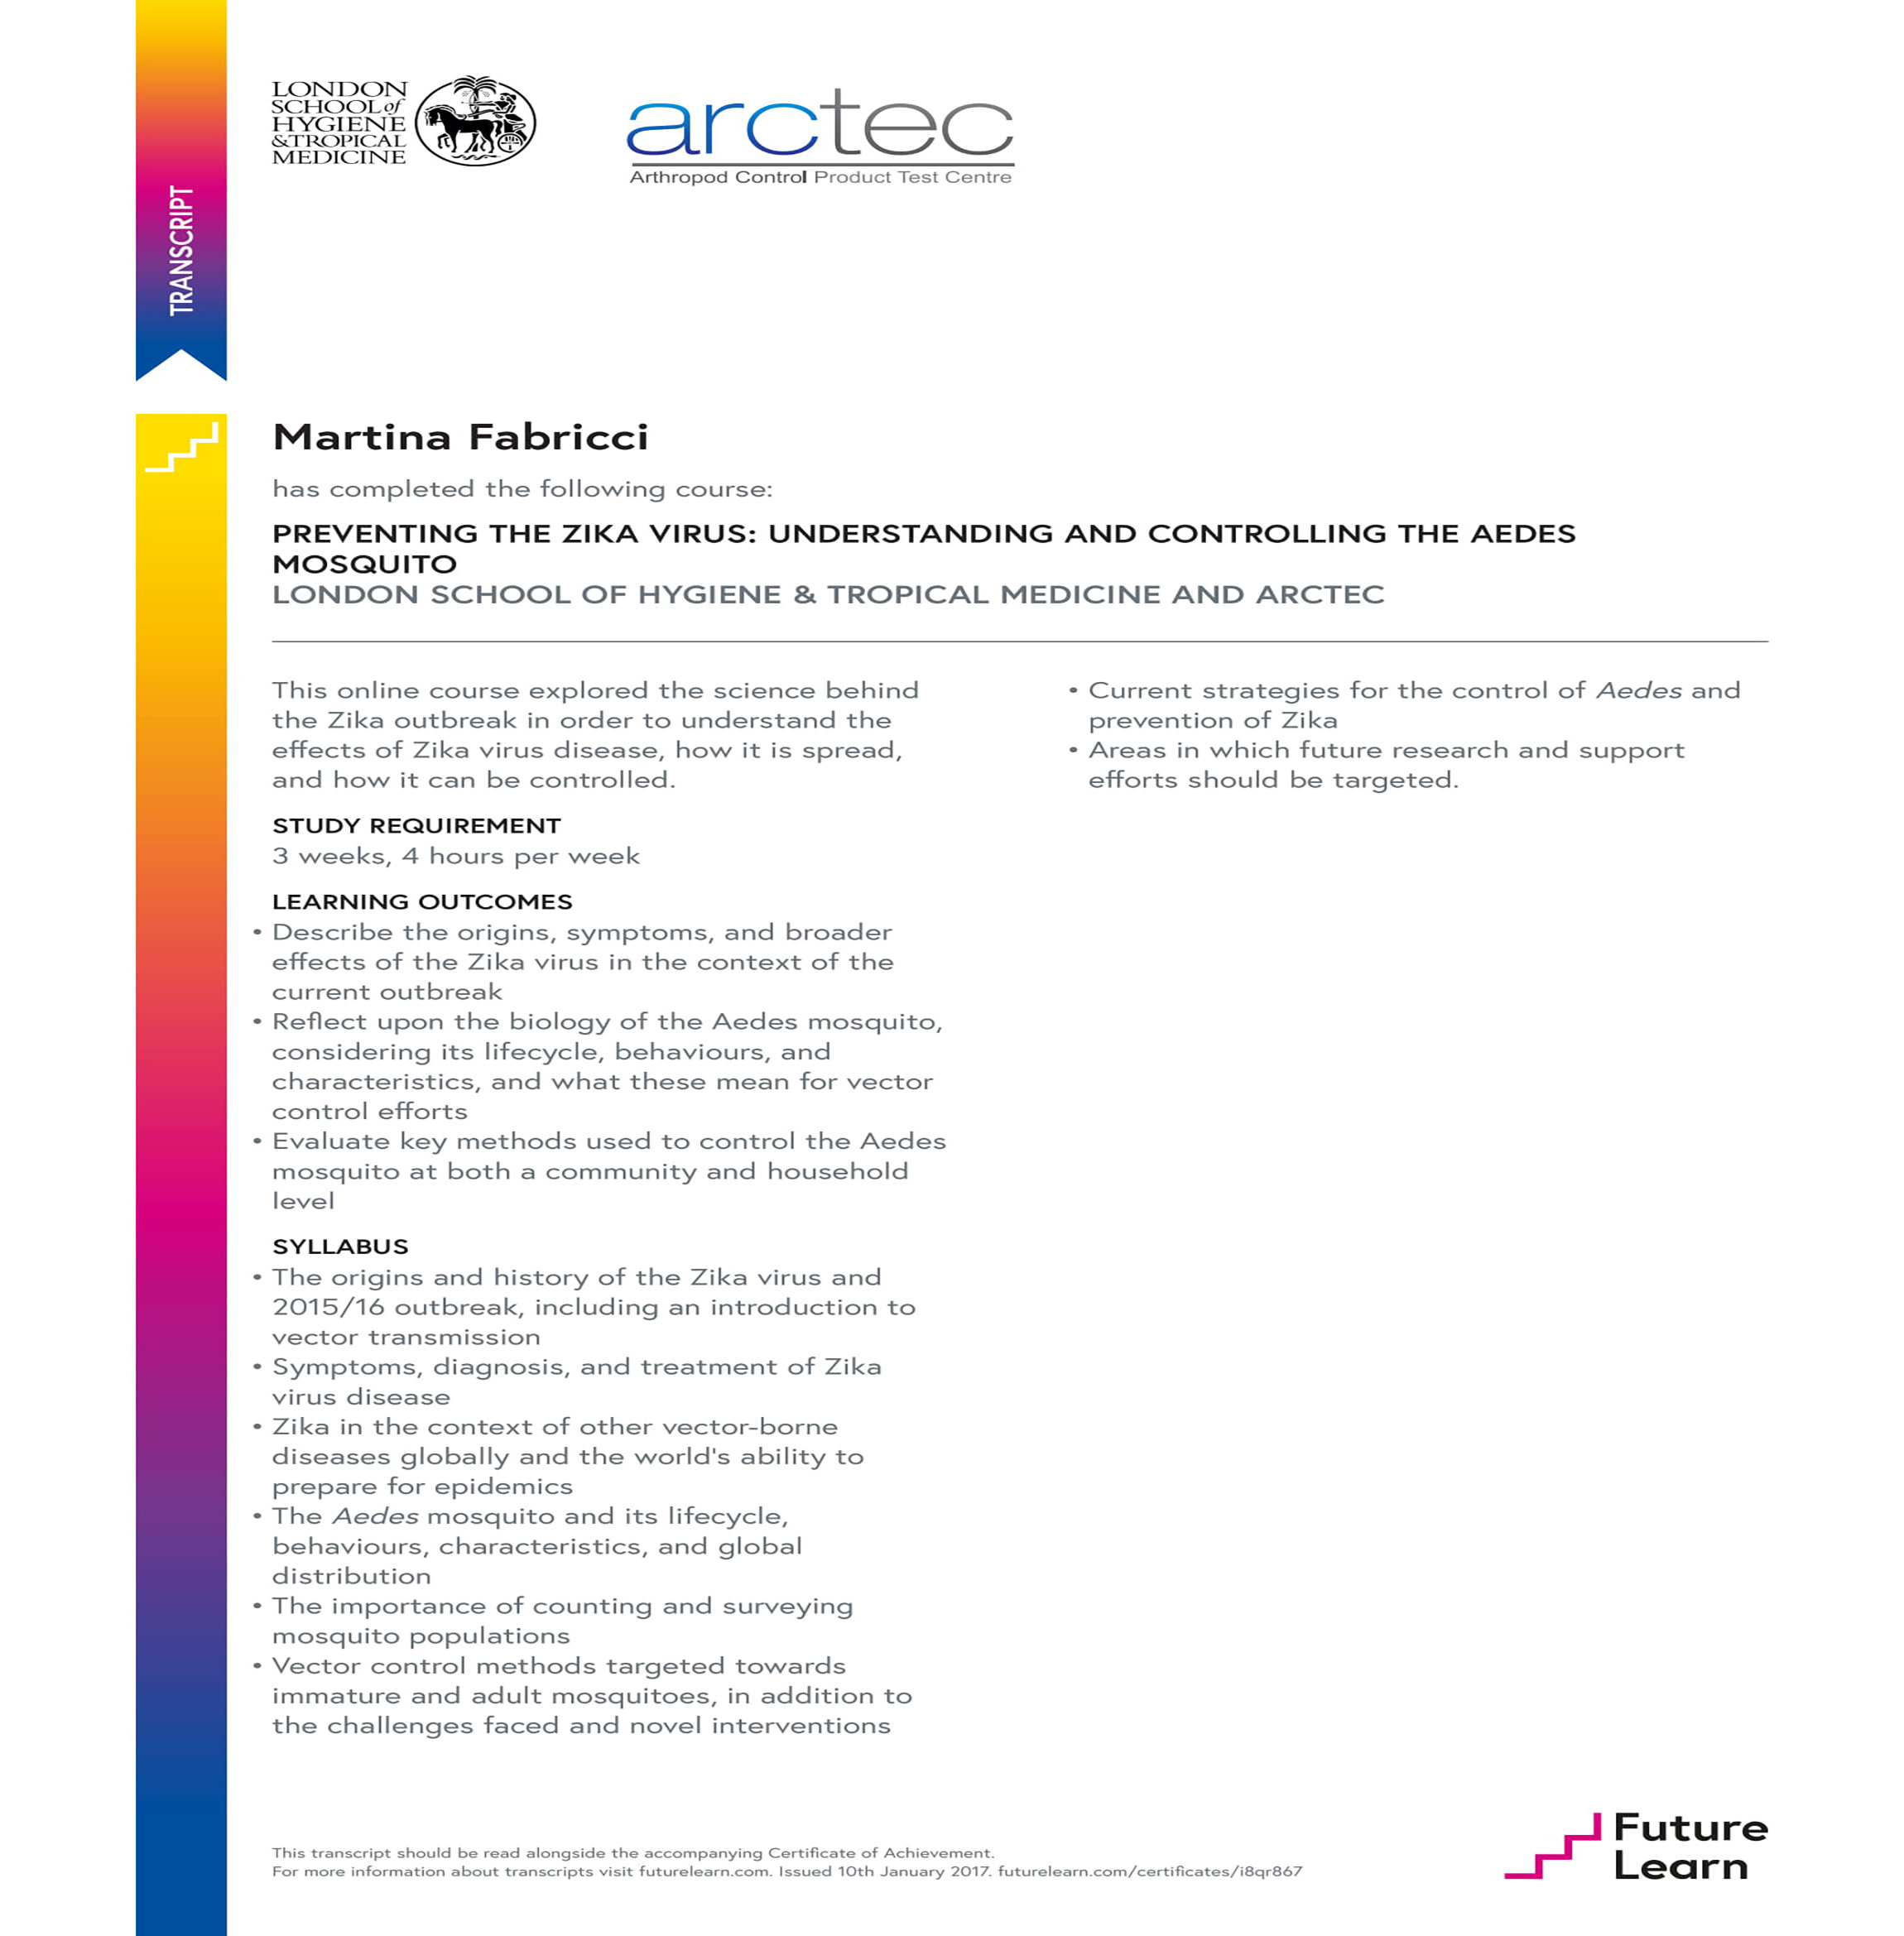 LONDON
SCHOOL of
HYGIENE
&TROPICAL
MEDICINE
arctec
Arthropod Control Product Test Centre
TRANSCRIPT
Martina Fabricci
has completed the following course:
PREVENTING THE ZIKA VIRUS: UNDERSTANDING AND CONTROLLING THE AEDES
MOSQUITO
LONDON SCHOOL OF HYGIENE & TROPICAL MEDICINE AND ARCTEC
This online course explored the science behind
the Zika outbreak in order to understand the
effects of Zika virus disease, how it is spread,
and how it can be controlled.
STUDY REQUIREMENT
3 weeks, 4 hours per week
LEARNING OUTCOMES
• Describe the origins, symptoms, and broader
effects of the Zika virus in the context of the
current outbreak
• Reflect upon the biology of the Aedes mosquito,
considering its lifecycle, behaviours, and
characteristics, and what these mean for vector
control efforts
• Evaluate key methods used to control the Aedes
mosquito at both a community and household
level
SYLLABUS
• The origins and history of the Zika virus and
2015/16 outbreak, including an introduction to
vector transmission
• Symptoms, diagnosis, and treatment of Zika
virus disease
• Zika in the context of other vector-borne
diseases globally and the world's ability to
prepare for epidemics
• The Aedes mosquito and its lifecycle,
behaviours, characteristics, and global
distribution
• The importance of counting and surveying
mosquito populations
• Vector control methods targeted towards
immature and adult mosquitoes, in addition to
the challenges faced and novel interventions
• Current strategies for the control of Aedes and
prevention of Zika
• Areas in which future research and support
efforts should be targeted.
This transcript should be read alongside the accompanying Certificate of Achievement.
For more information about transcripts visit futurelearn.com. Issued 10th January 2017. futurelearn.com/certificates/i8qr867
Future
Learn